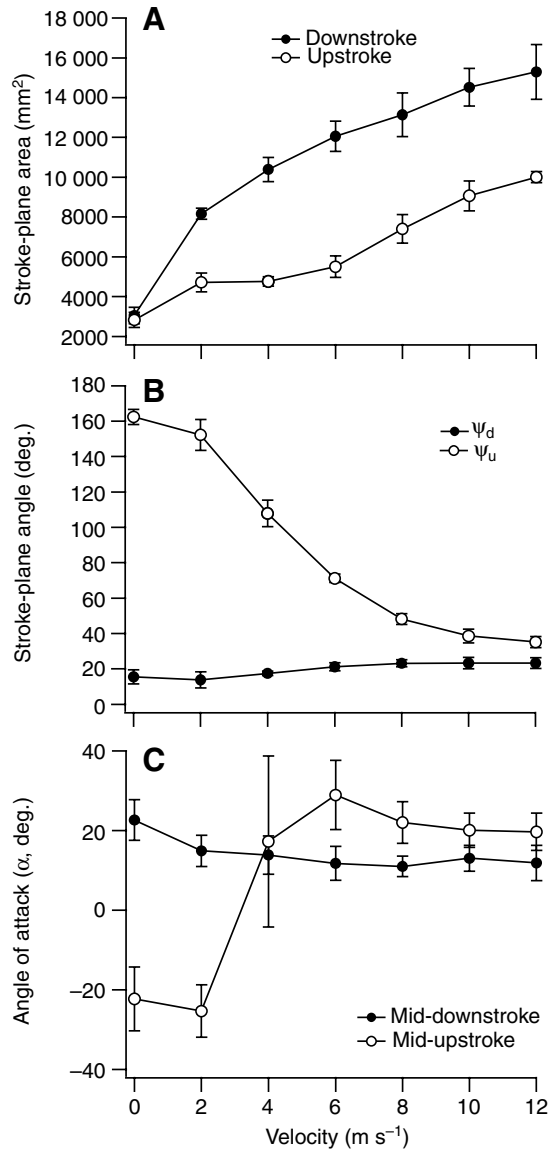 A
18 000
16 000
14 000
12 000
10 000
8000
6000
4000
2000
Stroke-plane area (mm²)
Downstroke
Upstroke
B
180
160
140
120
100
80
60
40
20
0
Stroke-plane angle (deg.)
Ψd
Ψu
C
40
20
0
–20
–40
Angle of attack (α, deg.)
Mid-downstroke
Mid-upstroke
0 2 4 6 8 10 12
Velocity (m s⁻¹)